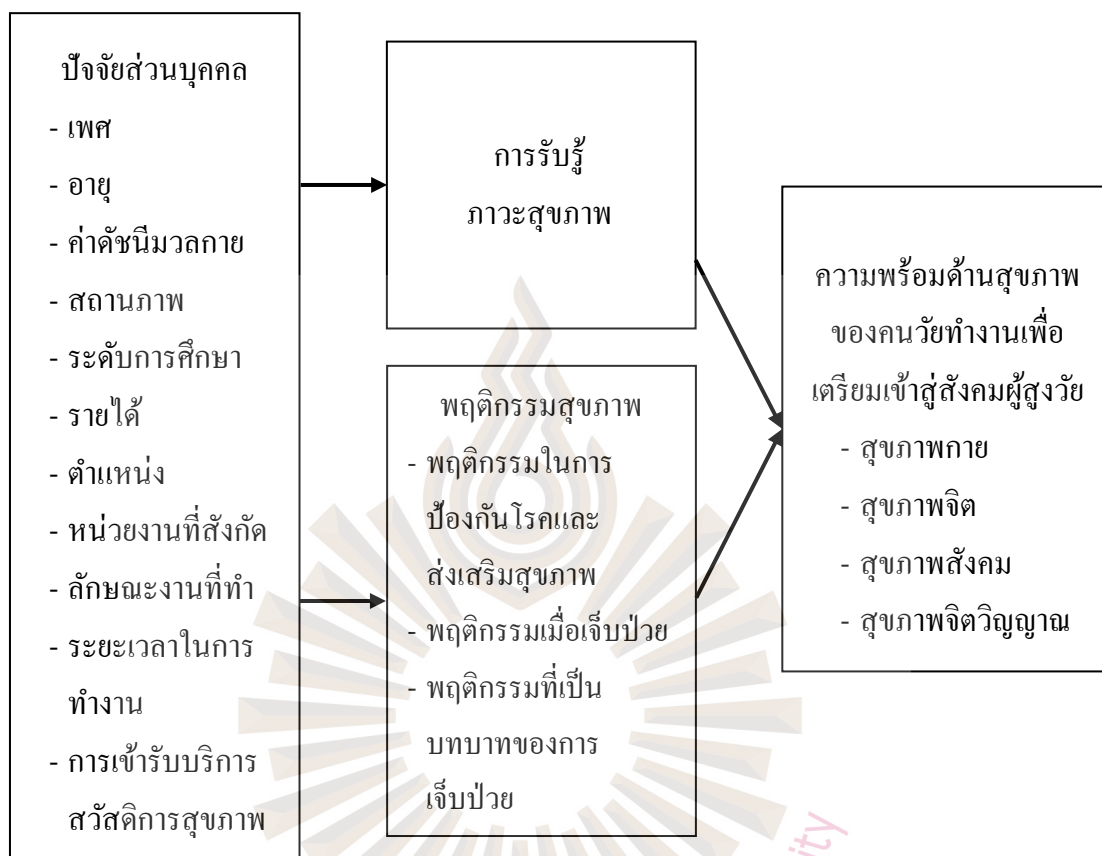 ปัจจัยส่วนบุคคล
- เพศ
- อายุ
- ค่าดัชนีมวลกาย
- สถานภาพ
- ระดับการศึกษา
- รายได้
- ตำแหน่ง
- หน่วยงานที่สังกัด
- ลักษณะงานที่ทำ
- ระยะเวลาในการ
ทำงาน
- การเข้ารับบริการ
สวัสดิการสุขภาพ
การรับรู้
ภาวะสุขภาพ
พฤติกรรมสุขภาพ
- พฤติกรรมในการ
ป้องกันโรคและ
ส่งเสริมสุขภาพ
- พฤติกรรมเมื่อเจ็บป่วย
- พฤติกรรมที่เป็น
บทบาทของการ
เจ็บป่วย
ความพร้อมด้านสุขภาพ
ของคนวัยทำงานเพื่อ
เตรียมเข้าสู่สังคมผู้สูงวัย
- สุขภาพกาย
- สุขภาพจิต
- สุขภาพสังคม
- สุขภาพจิตวิญญาณ